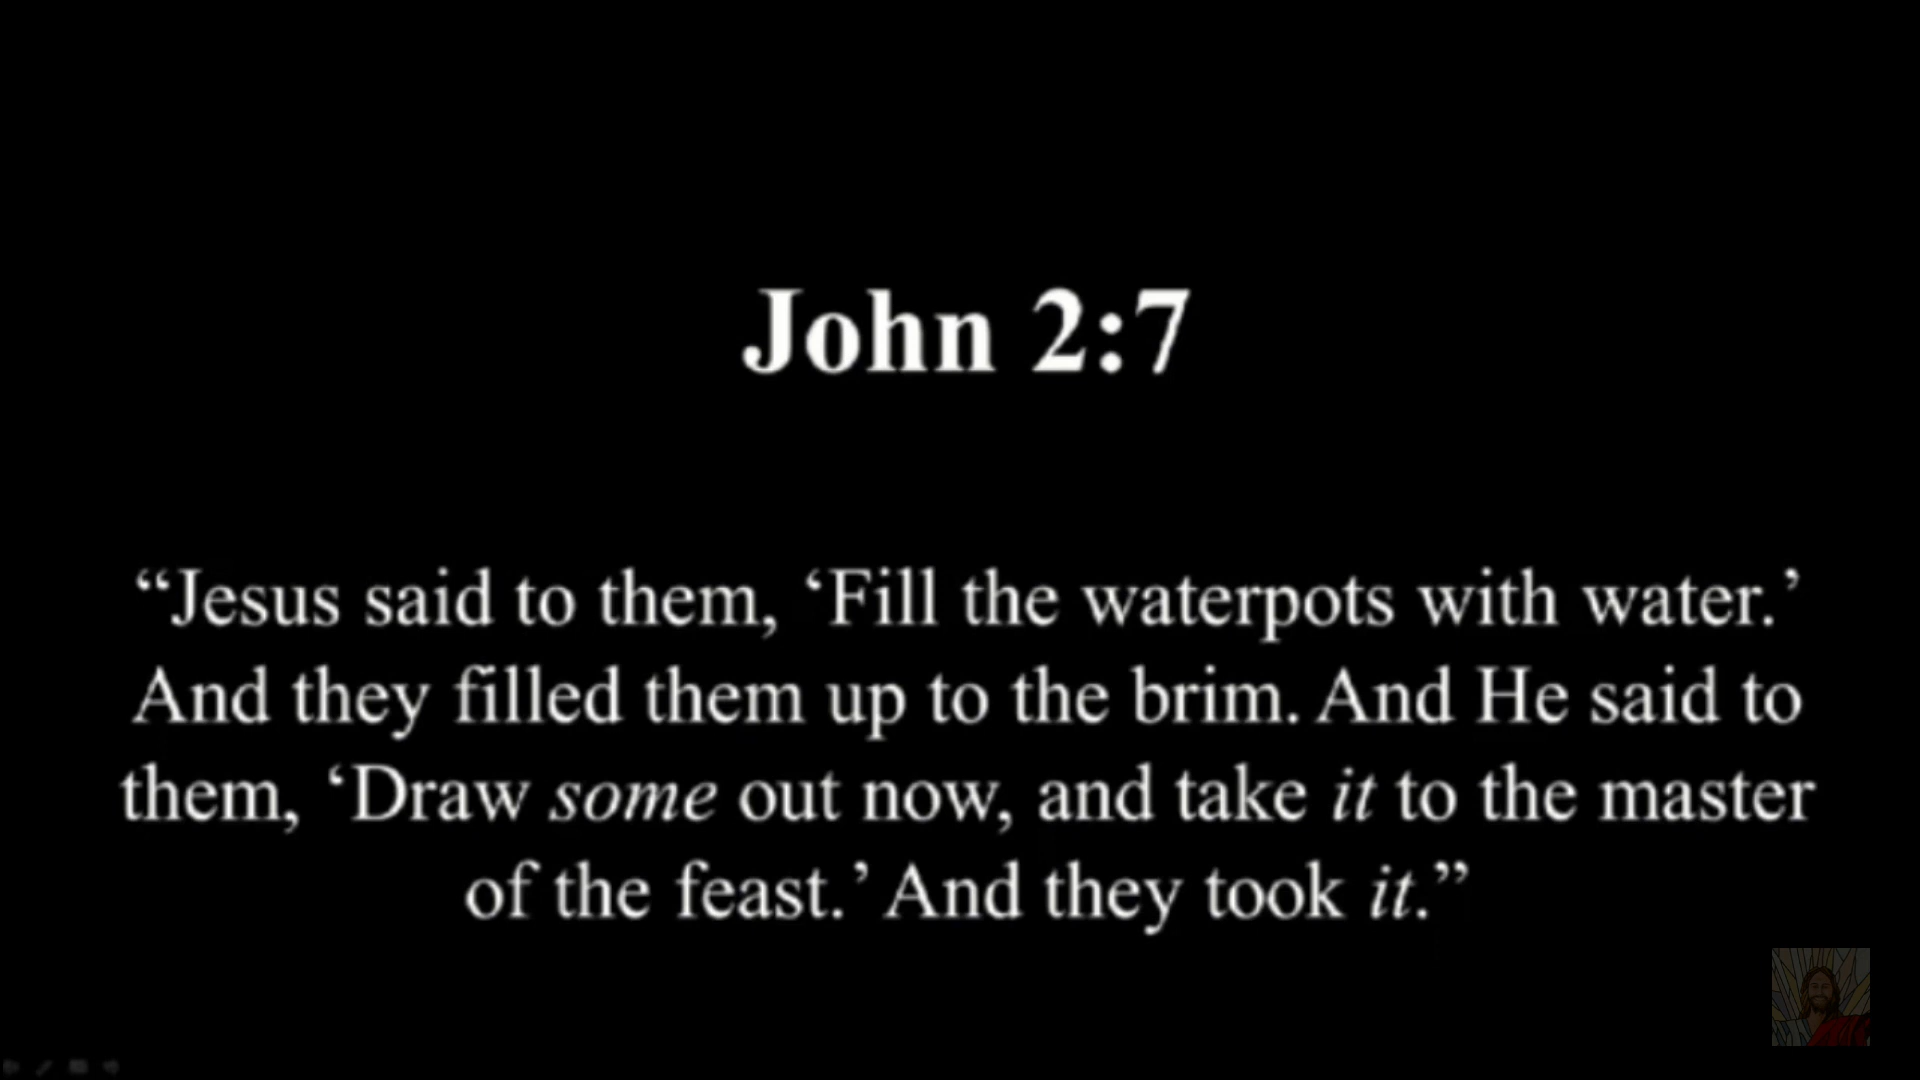 John 2:7
“Jesus said to them, ‘Fill the waterpots with water.’
And they filled them up to the brim. And He said to
them, ‘Draw some out now, and take it to the master
of the feast.’ And they took it.”